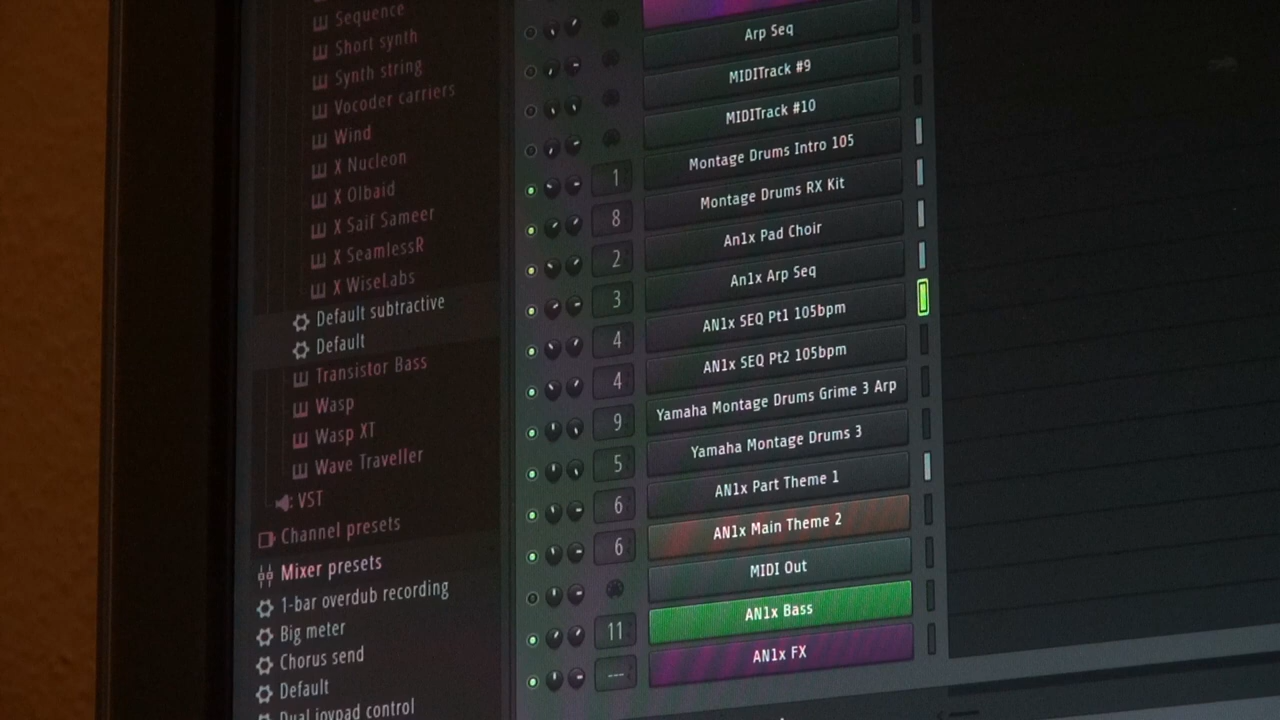 Sequence
Short synth
Synth string
Vocoder carriers
Wind
X Nucleon
X Olbaid
X Saif Sameer
X SeamlessR
X WiseLabs
Default subtractive
Default
Transistor Bass
Wasp
Wasp XT
Wave Traveller
VST
Channel presets
Mixer presets
1-bar overdub recording
Big meter
Chorus send
Default
Dual joypad control
Arp Seq
MIDITrack #9
MIDITrack #10
1 Montage Drums Intro 105
8 Montage Drums RX Kit
2 An1x Pad Choir
3 An1x Arp Seq
4 AN1x SEQ Pt1 105bpm
4 AN1x SEQ Pt2 105bpm
9 Yamaha Montage Drums Grime 3 Arp
5 Yamaha Montage Drums 3
6 AN1x Part Theme 1
6 AN1x Main Theme 2
MIDI Out
11 AN1x Bass
--- AN1x FX